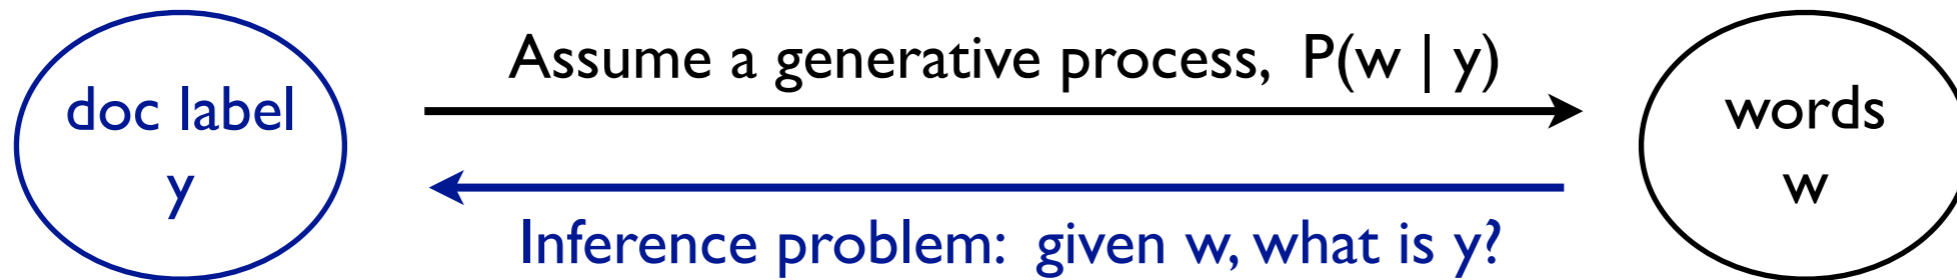 doc label
y
Assume a generative process, P(w | y)
Inference problem: given w, what is y?
words
w